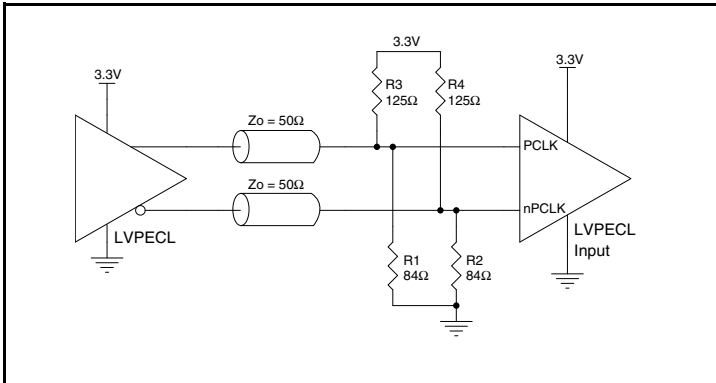 3.3V
3.3V
3.3V
R3
125Ω
R4
125Ω
Zo = 50Ω
PCLK
Zo = 50Ω
nPCLK
LVPECL
LVPECL
Input
R1
84Ω
R2
84Ω